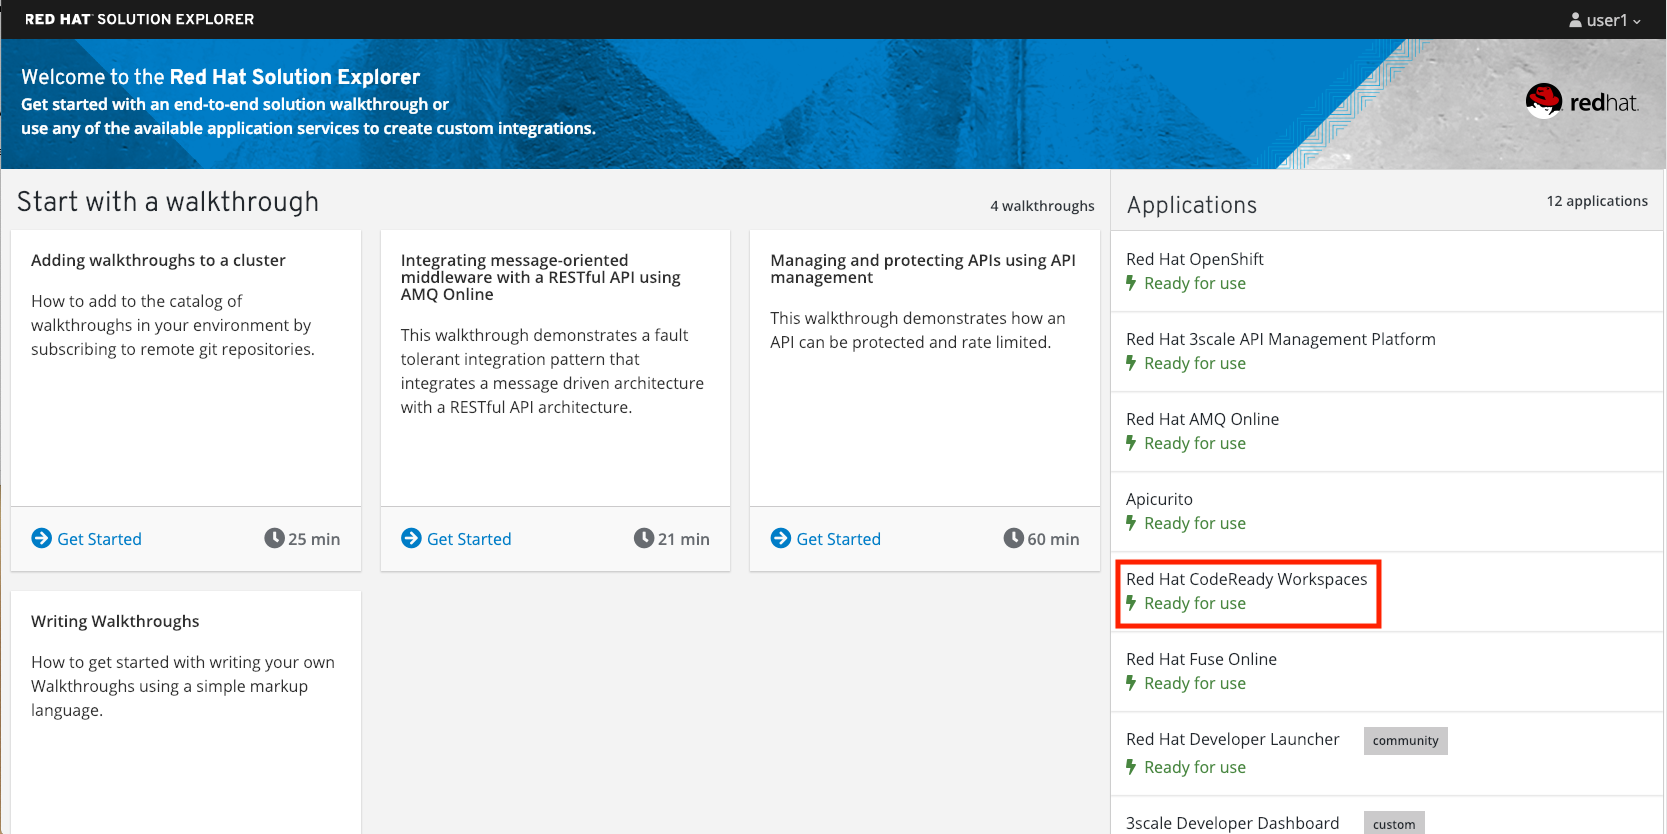 RED HAT SOLUTION EXPLORER
user1
Welcome to the Red Hat Solution Explorer
Get started with an end-to-end solution walkthrough or
use any of the available application services to create custom integrations.
redhat.
Start with a walkthrough
4 walkthroughs
Adding walkthroughs to a cluster
How to add to the catalog of
walkthroughs in your environment by
subscribing to remote git repositories.
Get Started
25 min
Integrating message-oriented
middleware with a RESTful API using
AMQ Online
This walkthrough demonstrates a fault
tolerant integration pattern that
integrates a message driven architecture
with a RESTful API architecture.
Get Started
21 min
Managing and protecting APIs using API
management
This walkthrough demonstrates how an
API can be protected and rate limited.
Get Started
60 min
Writing Walkthroughs
How to get started with writing your own
Walkthroughs using a simple markup
language.
Applications
12 applications
Red Hat OpenShift
Ready for use
Red Hat 3scale API Management Platform
Ready for use
Red Hat AMQ Online
Ready for use
Apicurito
Ready for use
Red Hat CodeReady Workspaces
Ready for use
Red Hat Fuse Online
Ready for use
Red Hat Developer Launcher community
Ready for use
3scale Developer Dashboard custom